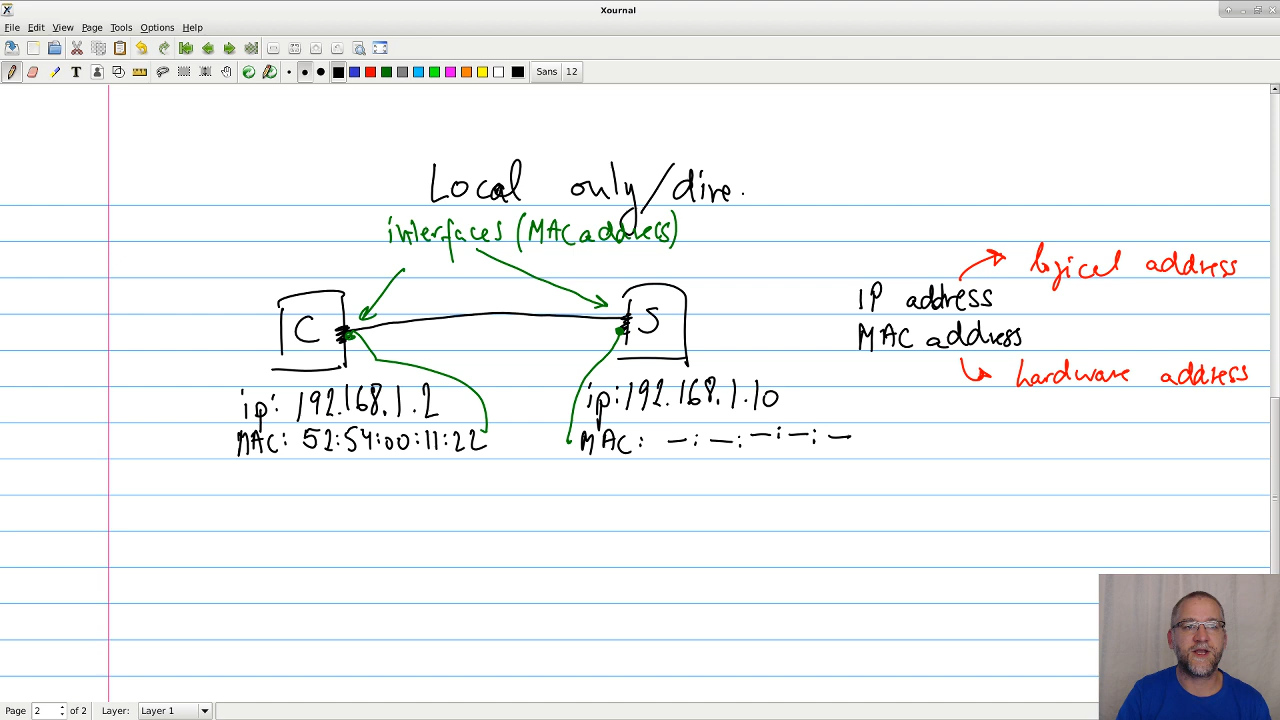 Xournal
File Edit View Page Tools Options Help
Sans 12
Local only/dire.
interfaces (MAC address)
logical address
IP address
MAC address
hardware address
C
S
ip: 192.168.1.2
ip:192.168.1.10
MAC: 52:54:00:11:22
MAC: —:—:—:—:—
Page 2 of 2 Layer: Layer 1